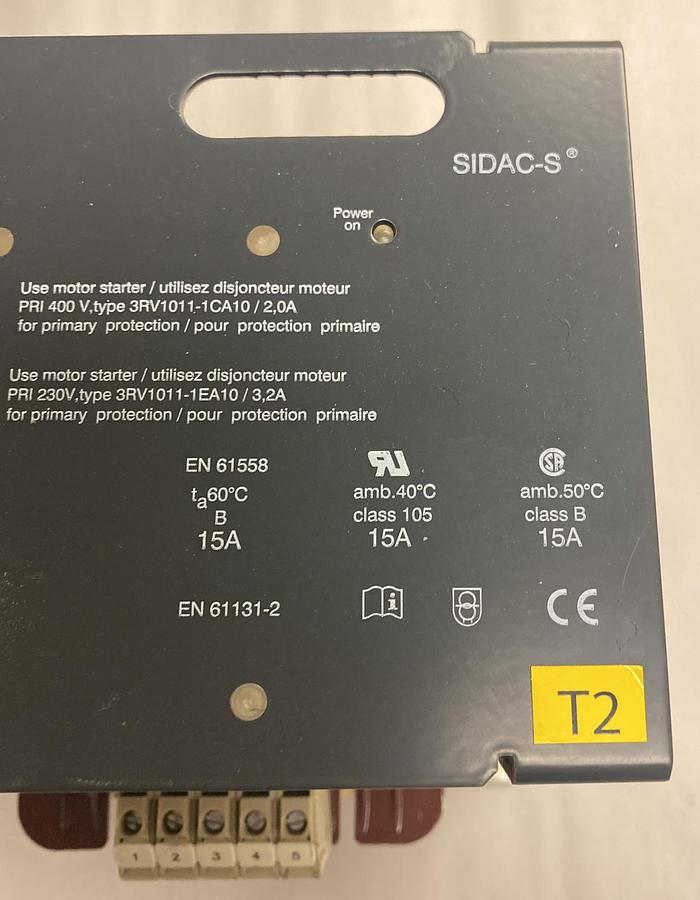 SIDAC-S®
Power
on
Use motor starter / utilisez disjoncteur moteur
PRI 400 V,type 3RV1011-1CA10 / 2,0A
for primary protection / pour protection primaire
Use motor starter / utilisez disjoncteur moteur
PRI 230V,type 3RV1011-1EA10 / 3,2A
for primary protection / pour protection primaire
EN 61558
ta60°C
B
15A
RU
amb.40°C
class 105
15A
SA
amb.50°C
class B
15A
EN 61131-2
i
CE
T2
1 2 3 4 5